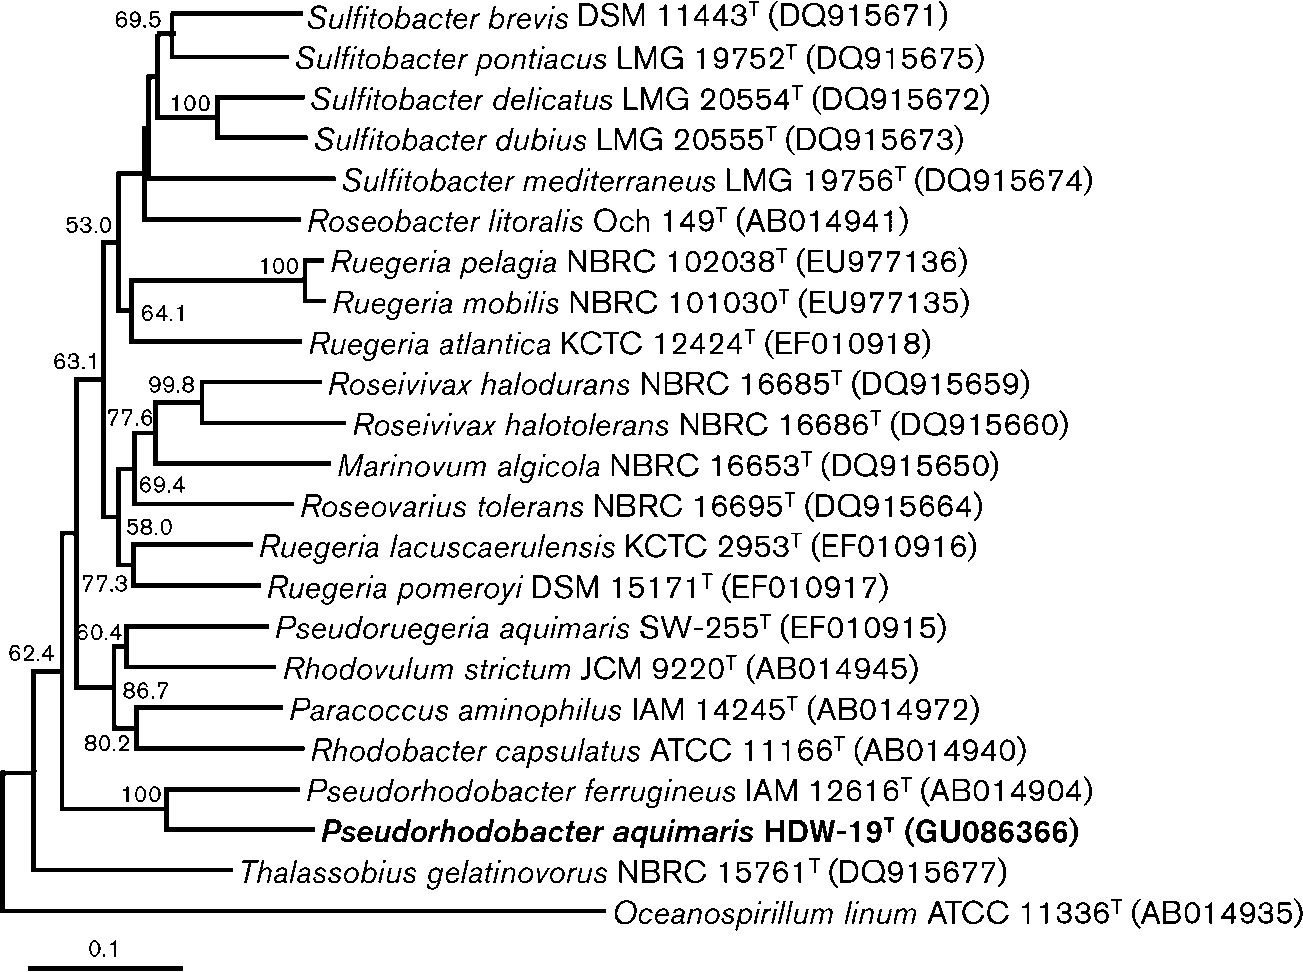 69.5 Sulfitobacter brevis DSM 11443T (DQ915671)
Sulfitobacter pontiacus LMG 19752T (DQ915675)
100 Sulfitobacter delicatus LMG 20554T (DQ915672)
Sulfitobacter dubius LMG 20555T (DQ915673)
Sulfitobacter mediterraneus LMG 19756T (DQ915674)
53.0 Roseobacter litoralis Och 149T (AB014941)
100 Ruegeria pelagia NBRC 102038T (EU977136)
Ruegeria mobilis NBRC 101030T (EU977135)
64.1
Ruegeria atlantica KCTC 12424T (EF010918)
63.1
99.8 Roseivivax halodurans NBRC 16685T (DQ915659)
77.6 Roseivivax halotolerans NBRC 16686T (DQ915660)
Marinovum algicola NBRC 16653T (DQ915650)
69.4
Roseovarius tolerans NBRC 16695T (DQ915664)
58.0
Ruegeria lacuscaerulensis KCTC 2953T (EF010916)
77.3 Ruegeria pomeroyi DSM 15171T (EF010917)
60.4 Pseudoruegeria aquimaris SW-255T (EF010915)
62.4
Rhodovulum strictum JCM 9220T (AB014945)
86.7
Paracoccus aminophilus IAM 14245T (AB014972)
80.2 Rhodobacter capsulatus ATCC 11166T (AB014940)
100 Pseudorhodobacter ferrugineus IAM 12616T (AB014904)
Pseudorhodobacter aquimaris HDW-19T (GU086366)
Thalassobius gelatinovorus NBRC 15761T (DQ915677)
Oceanospirillum linum ATCC 11336T (AB014935)
0.1